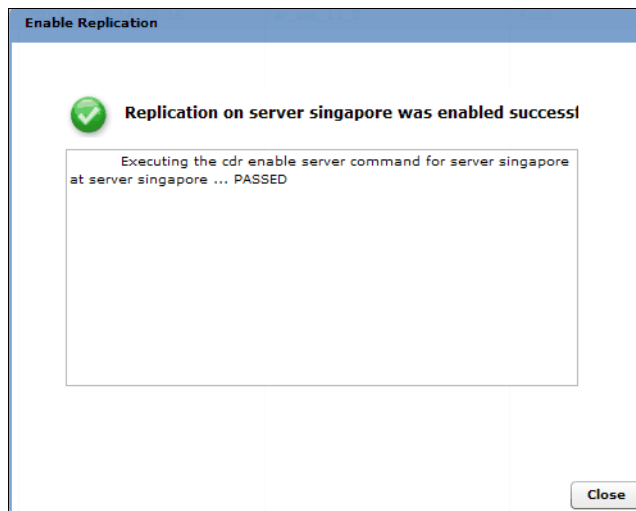 Enable Replication
Replication on server singapore was enabled successf
Executing the cdr enable server command for server singapore
at server singapore ... PASSED
Close